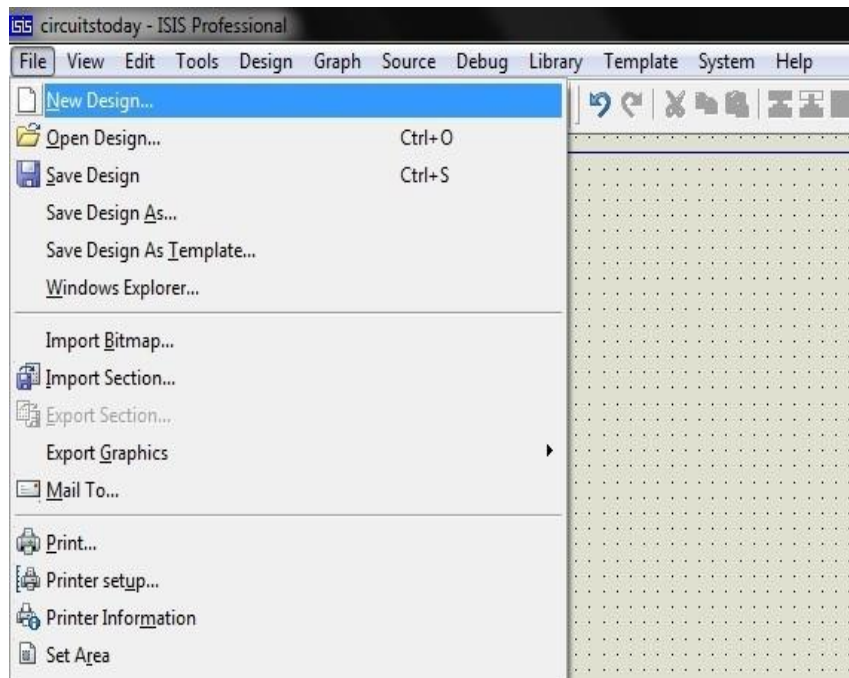 ISIS circuitstoday - ISIS Professional
File View Edit Tools Design Graph Source Debug Library Template System Help
New Design...
Open Design... Ctrl+O
Save Design Ctrl+S
Save Design As...
Save Design As Template...
Windows Explorer...
Import Bitmap...
Import Section...
Export Section...
Export Graphics
Mail To...
Print...
Printer setup...
Printer Information
Set Area